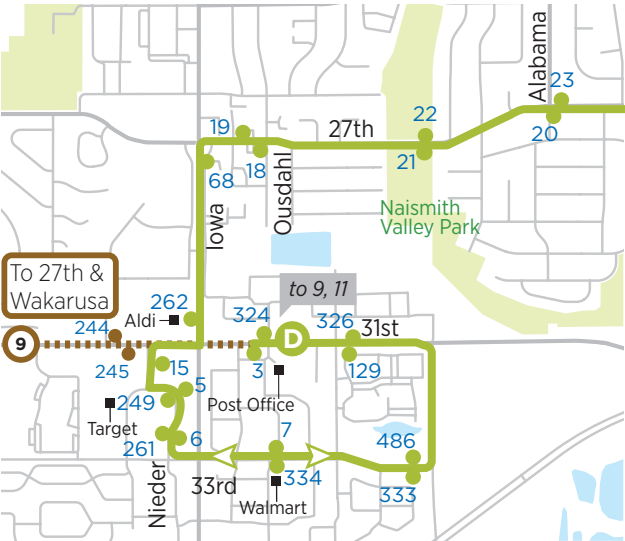 Alabama
23
22
19
27th
20
18
21
68
Ousdahl
Iowa
Naismith
Valley Park
To 27th &
Wakarusa
to 9, 11
262
324
326
31st
244
Aldi
9
D
245
15
3
129
5
Post Office
249
Target
7
486
261
6
Nieder
33rd
334
333
Walmart